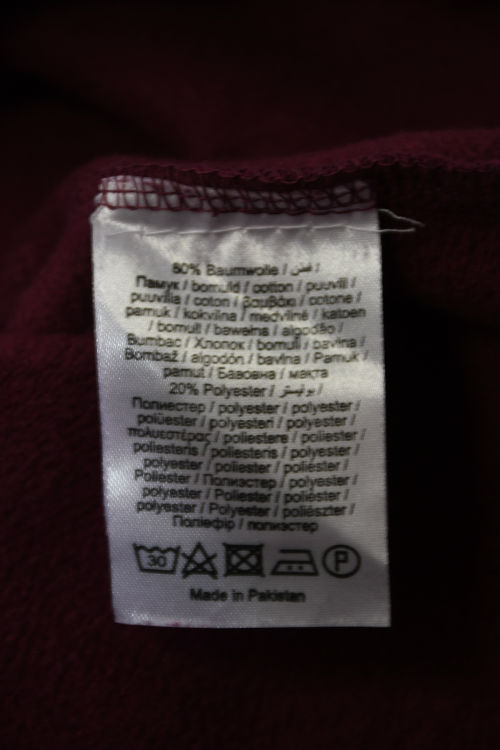 80% Baumwolle / قطن /
Памук / bomuld / cotton / puuvill /
puuvilla / coton / βαμβάκι / cotone /
pamuk / kokvilna / medvilnė / katoen
/ bomull / bawełna / algodão /
Bumbac / Хлопок / bomull / bavlna /
Bombaž / algodón / bavlna / Pamuk /
pamut / Бавовна / мақта
20% Polyester / بوليستر /
Полиестер / polyester / polyester /
polüester / polyesteri / polyester /
πολυεστέρας / poliestere / poliester /
poliesteris / poliesteris / polyester /
polyester / poliester / poliéster /
Poliester / Полиэстер / polyester /
polyester / Poliester / poliéster /
polyester / Polyester / poliészter /
Поліефір / полиэстер
30 P
Made in Pakistan